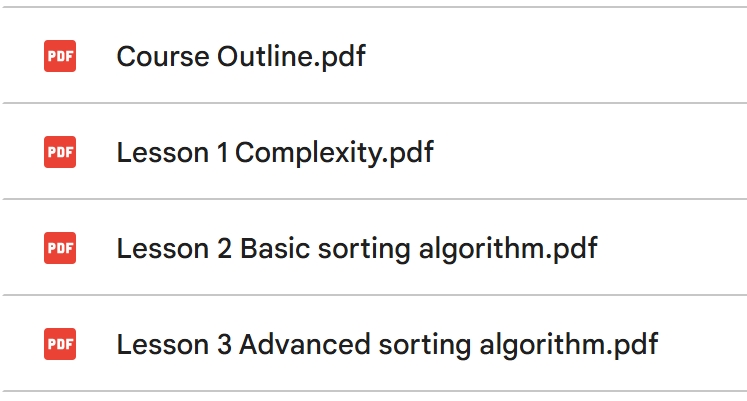 PDF Course Outline.pdf
PDF Lesson 1 Complexity.pdf
PDF Lesson 2 Basic sorting algorithm.pdf
PDF Lesson 3 Advanced sorting algorithm.pdf